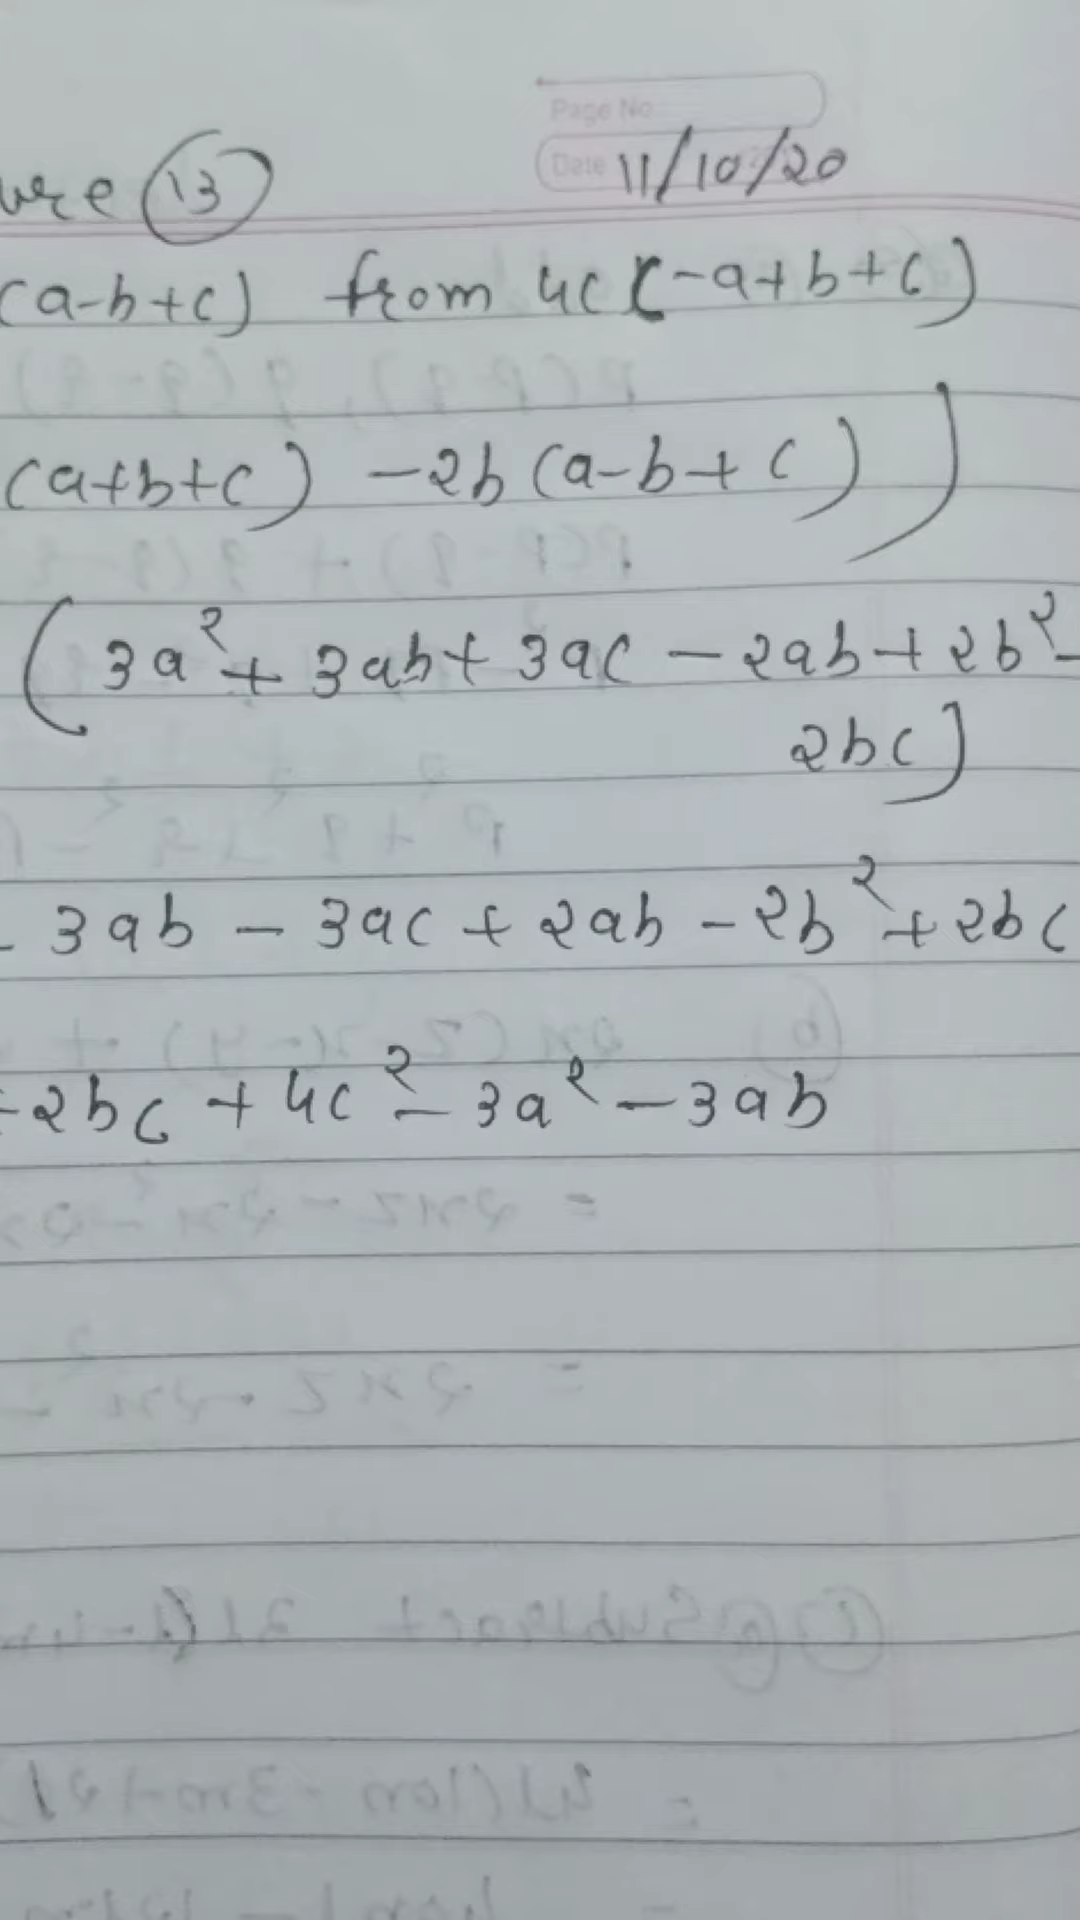 Page No
Date 11/10/20
ure 13
(a-b+c) from 4c(-a+b+c)
(a+b+c) -2b(a-b+c))
(3a²+3ab+3ac-2ab+2b²-
2bc)
- 3ab - 3ac + 2ab - 2b² + 2bc
2bc + 4c² - 3a² - 3ab